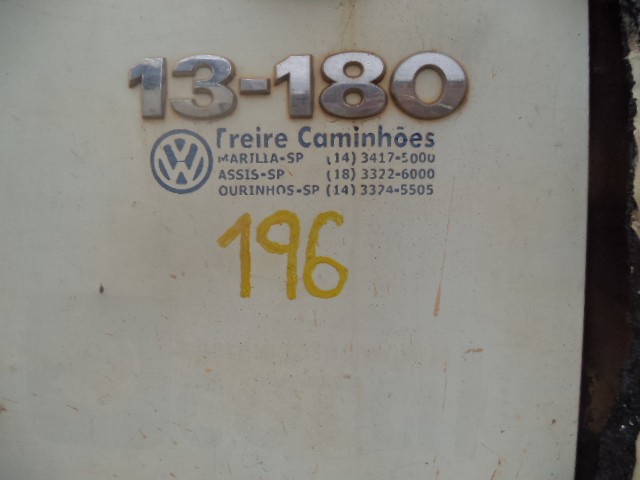 13-180
Freire Caminhões
MARILIA-SP (14) 3417-5000
ASSIS-SP (18) 3322-6000
OURINHOS-SP (14) 3324-5505
196